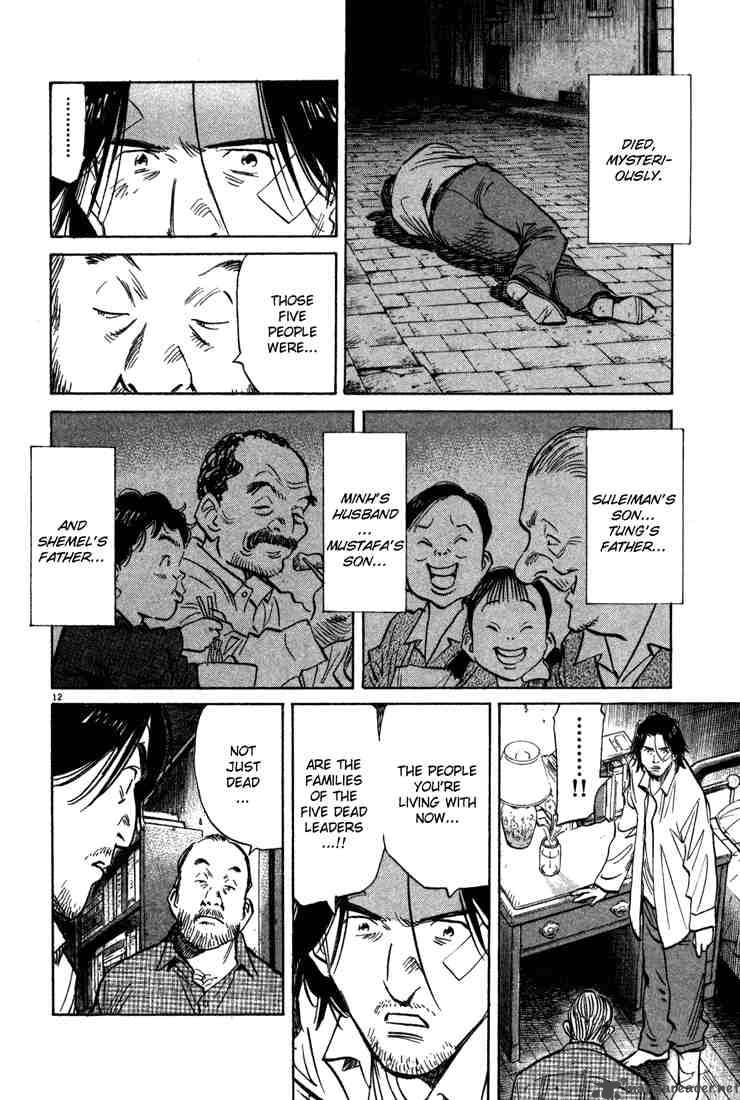 DIED,
MYSTERI-
OUSLY.
........
THOSE
FIVE
PEOPLE
WERE...
SULEIMAN'S
SON...
TUNG'S
FATHER...
MINH'S
HUSBAND
...
MUSTAFA'S
SON...
AND
SHEMEL'S
FATHER...
12
......!!
THE PEOPLE
YOU'RE
LIVING WITH
NOW...
ARE THE
FAMILIES
OF THE
FIVE DEAD
LEADERS
...!!
NOT
JUST
DEAD
...